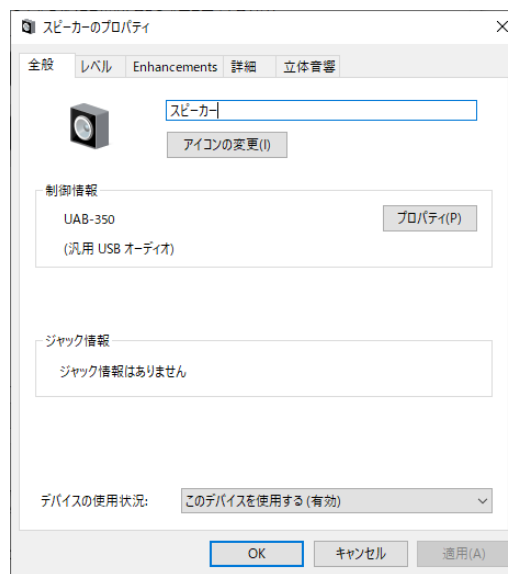 スピーカーのプロパティ
全般 レベル Enhancements 詳細 立体音響
スピーカー
アイコンの変更(I)
制御情報
UAB-350 プロパティ(P)
(汎用 USB オーディオ)
ジャック情報
ジャック情報はありません
デバイスの使用状況: このデバイスを使用する (有効)
OK キャンセル 適用(A)